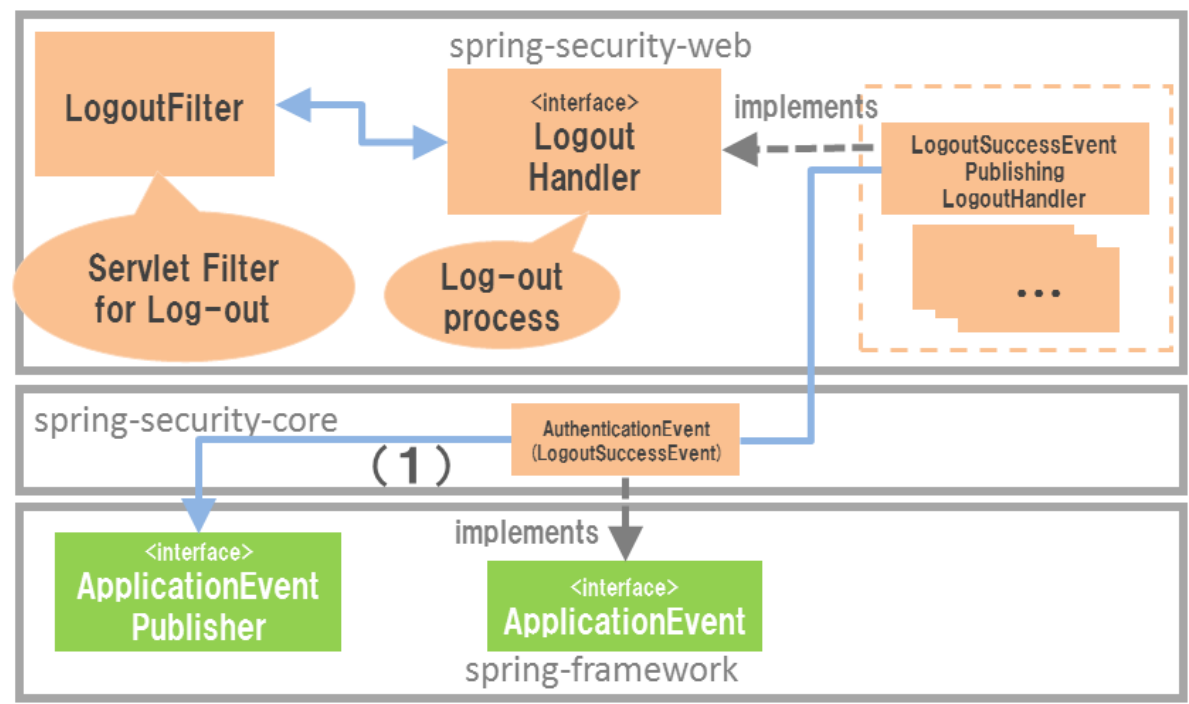 spring-security-web
LogoutFilter
<interface>
Logout
Handler
implements
LogoutSuccessEvent
Publishing
LogoutHandler
Servlet Filter
for Log-out
Log-out
process
...
spring-security-core
(1)
AuthenticationEvent
(LogoutSuccessEvent)
implements
<interface>
ApplicationEvent
Publisher
<interface>
ApplicationEvent
spring-framework